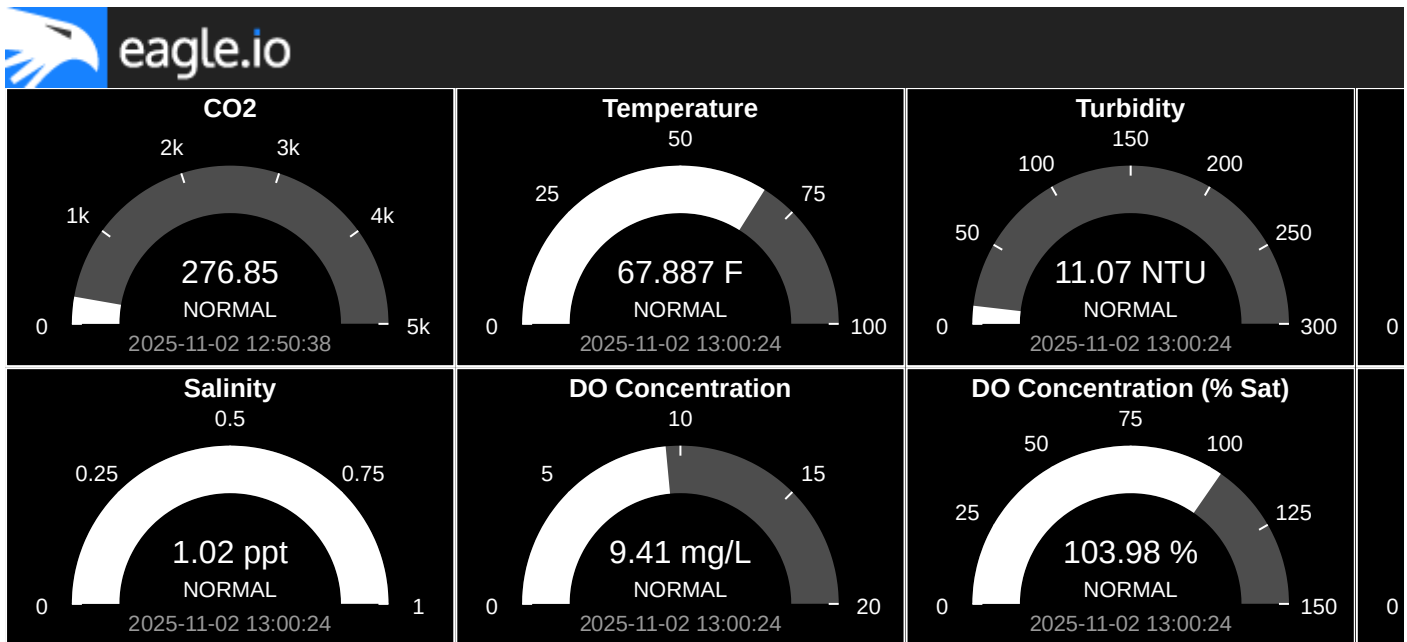 eagle.io
CO2
2k
3k
1k
4k
276.85
NORMAL
0
5k
2025-11-02 12:50:38
Temperature
50
25
75
67.887 F
NORMAL
0
100
2025-11-02 13:00:24
Turbidity
150
100
200
50
250
11.07 NTU
NORMAL
0
300
2025-11-02 13:00:24
0
Salinity
0.5
0.25
0.75
1.02 ppt
NORMAL
0
1
2025-11-02 13:00:24
DO Concentration
10
5
15
9.41 mg/L
NORMAL
0
20
2025-11-02 13:00:24
DO Concentration (% Sat)
75
50
100
25
125
103.98 %
NORMAL
0
150
2025-11-02 13:00:24
0